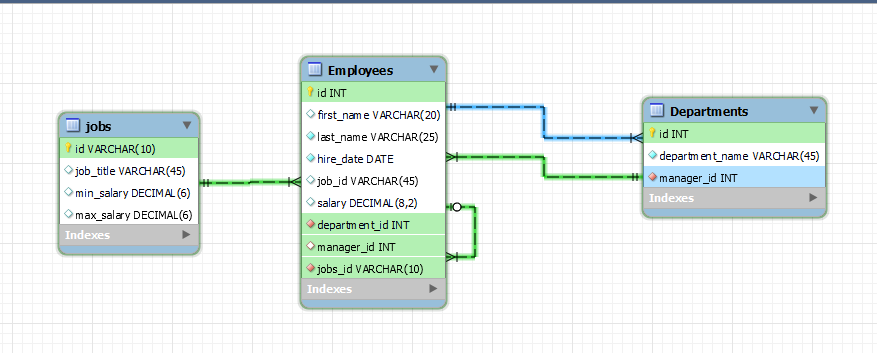 jobs
id VARCHAR(10)
job_title VARCHAR(45)
min_salary DECIMAL(6)
max_salary DECIMAL(6)
Indexes
Employees
id INT
first_name VARCHAR(20)
last_name VARCHAR(25)
hire_date DATE
job_id VARCHAR(45)
salary DECIMAL(8,2)
department_id INT
manager_id INT
jobs_id VARCHAR(10)
Indexes
Departments
id INT
department_name VARCHAR(45)
manager_id INT
Indexes